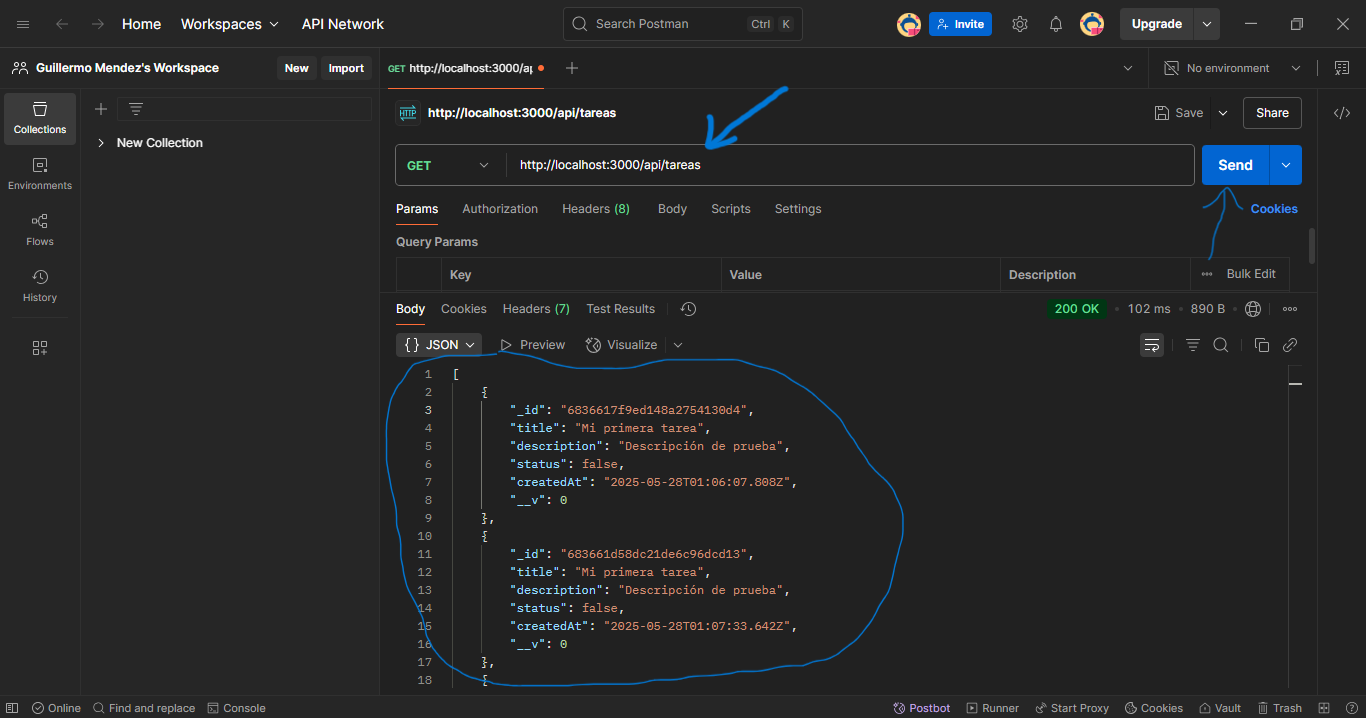 Home Workspaces API Network Search Postman Ctrl K Invite Upgrade
Guillermo Mendez's Workspace New Import GET http://localhost:3000/ap No environment
Collections
Environments
Flows
History
New Collection
HTTP http://localhost:3000/api/tareas Save Share
GET http://localhost:3000/api/tareas Send
Params Authorization Headers (8) Body Scripts Settings Cookies
Query Params
Key Value Description Bulk Edit
Body Cookies Headers (7) Test Results 200 OK 102 ms 890 B
{} JSON Preview Visualize
1 [
2 {
3 "_id": "6836617f9ed148a2754130d4",
4 "title": "Mi primera tarea",
5 "description": "Descripción de prueba",
6 "status": false,
7 "createdAt": "2025-05-28T01:06:07.808Z",
8 "__v": 0
9 },
10 {
11 "_id": "683661d58dc21de6c96dcd13",
12 "title": "Mi primera tarea",
13 "description": "Descripción de prueba",
14 "status": false,
15 "createdAt": "2025-05-28T01:07:33.642Z",
16 "__v": 0
17 },
18 {
Online Find and replace Console Postbot Runner Start Proxy Cookies Vault Trash